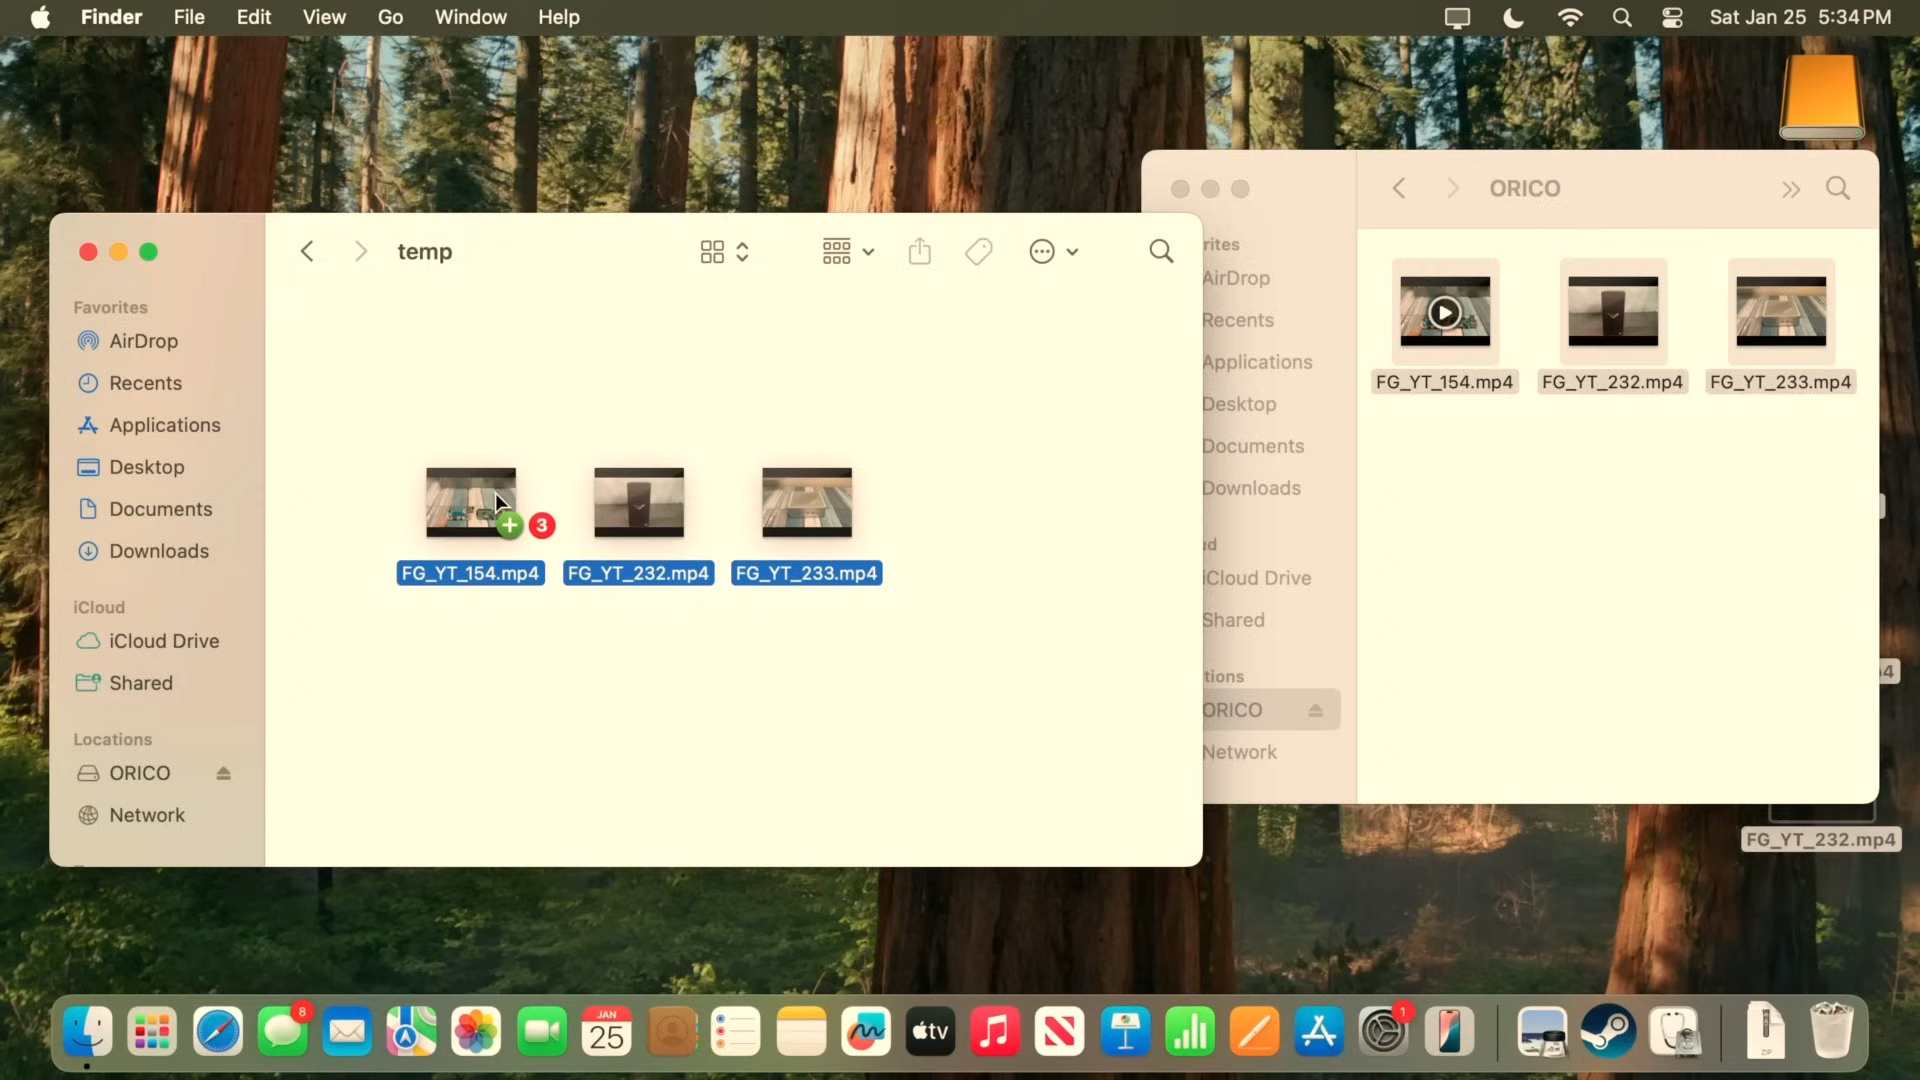 Finder File Edit View Go Window Help Sat Jan 25 5:34 PM
temp
Favorites
AirDrop
Recents
Applications
Desktop
Documents
Downloads
iCloud
iCloud Drive
Shared
Locations
ORICO
Network
3
FG_YT_154.mp4 FG_YT_232.mp4 FG_YT_233.mp4
ORICO
rites
AirDrop
Recents
Applications
Desktop
Documents
Downloads
ud
iCloud Drive
Shared
tions
ORICO
Network
FG_YT_154.mp4 FG_YT_232.mp4 FG_YT_233.mp4
p4
FG_YT_232.mp4
8
JAN
25
tv
1
ZIP